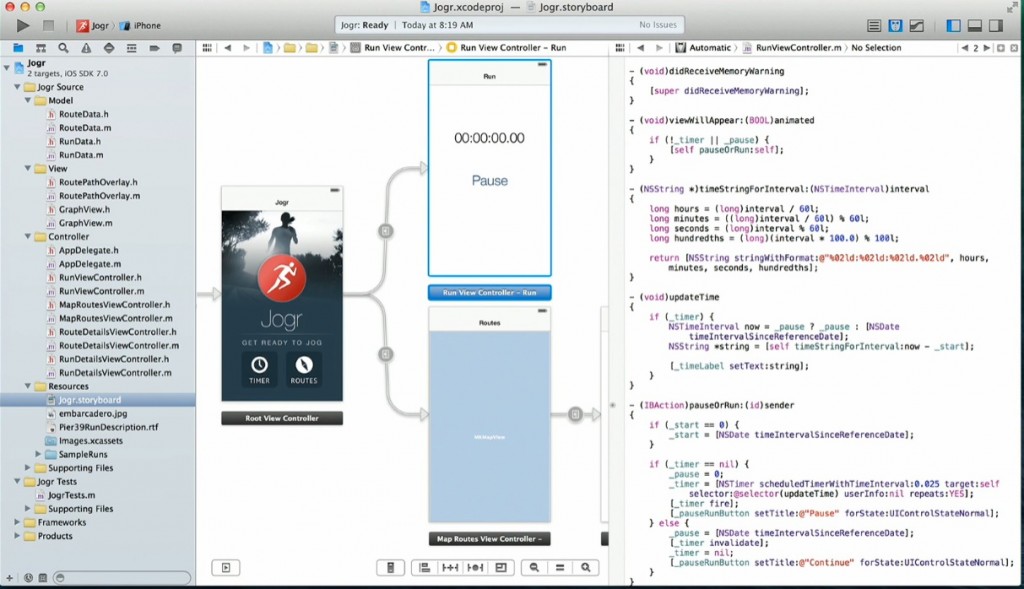 Jogr.xcodeproj — Jogr.storyboard
Jogr iPhone
Jogr: Ready | Today at 8:19 AM
No Issues
Run View Contr... Run View Controller – Run
Automatic RunViewController.m No Selection
2
Jogr
2 targets, iOS SDK 7.0
Jogr Source
Model
h RouteData.h
m RouteData.m
h RunData.h
m RunData.m
View
h RoutePathOverlay.h
m RoutePathOverlay.m
h GraphView.h
m GraphView.m
Controller
h AppDelegate.h
m AppDelegate.m
h RunViewController.h
m RunViewController.m
h MapRoutesViewController.h
m MapRoutesViewController.m
h RouteDetailsViewController.h
m RouteDetailsViewController.m
h RunDetailsViewController.h
m RunDetailsViewController.m
Resources
Jogr.storyboard
embarcadero.jpg
Pier39RunDescription.rtf
Images.xcassets
SampleRuns
Supporting Files
Jogr Tests
m JogrTests.m
Supporting Files
Frameworks
Products
Jogr
Jogr
GET READY TO JOG
TIMER
ROUTES
Root View Controller
Run
00:00:00.00
Pause
Run View Controller – Run
Routes
MKMapView
Map Routes View Controller –
- (void)didReceiveMemoryWarning
{
[super didReceiveMemoryWarning];
}
- (void)viewWillAppear:(BOOL)animated
{
if (!_timer || _pause) {
[self pauseOrRun:self];
}
}
- (NSString *)timeStringForInterval:(NSTimeInterval)interval
{
long hours = (long)interval / 60l;
long minutes = ((long)interval / 60l) % 60l;
long seconds = (long)interval % 60l;
long hundredths = (long)(interval * 100.0) % 100l;
return [NSString stringWithFormat:@"%02ld:%02ld:%02ld.%02ld", hours,
minutes, seconds, hundredths];
}
- (void)updateTime
{
if (_timer) {
NSTimeInterval now = _pause ? _pause : [NSDate
timeIntervalSinceReferenceDate];
NSString *string = [self timeStringForInterval:now - _start];
[_timeLabel setText:string];
}
}
- (IBAction)pauseOrRun:(id)sender
{
if (_start == 0) {
_start = [NSDate timeIntervalSinceReferenceDate];
}
if (_timer == nil) {
_pause = 0;
_timer = [NSTimer scheduledTimerWithTimeInterval:0.025 target:self
selector:@selector(updateTime) userInfo:nil repeats:YES];
[_timer fire];
[_pauseRunButton setTitle:@"Pause" forState:UIControlStateNormal];
} else {
_pause = [NSDate timeIntervalSinceReferenceDate];
[_timer invalidate];
_timer = nil;
[_pauseRunButton setTitle:@"Continue" forState:UIControlStateNormal];
}
}